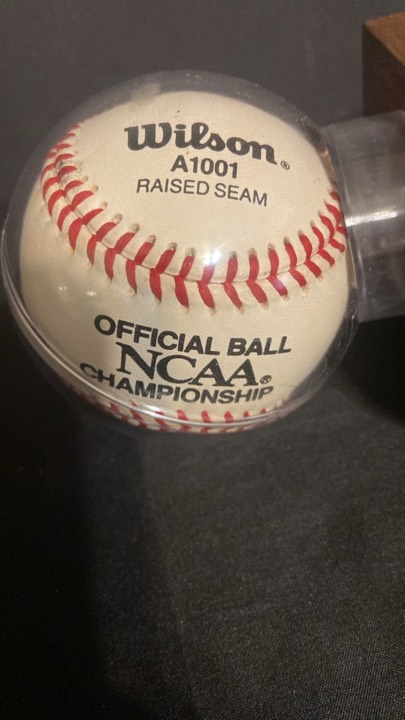 Wilson®
A1001
RAISED SEAM
OFFICIAL BALL
NCAA®
CHAMPIONSHIP